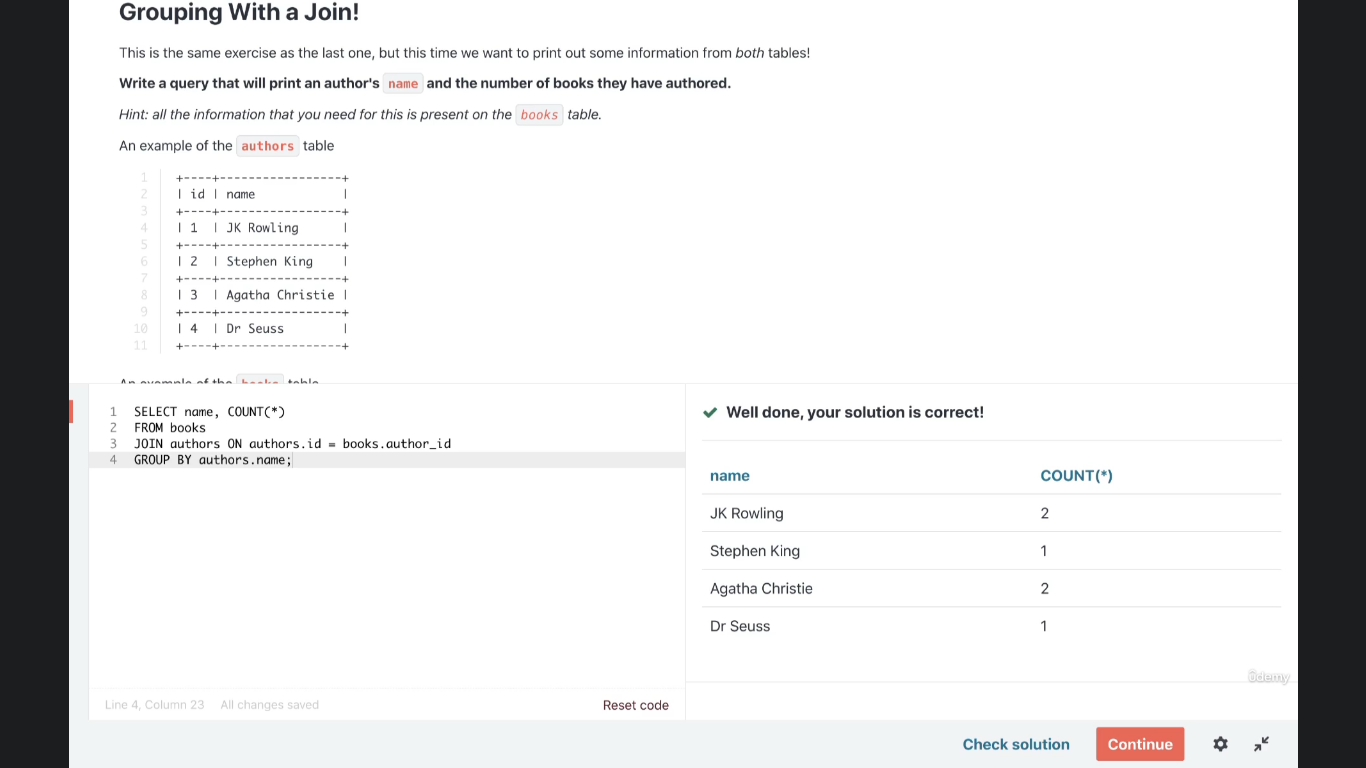 Grouping With a Join!
This is the same exercise as the last one, but this time we want to print out some information from both tables!
Write a query that will print an author's name and the number of books they have authored.
Hint: all the information that you need for this is present on the books table.
An example of the authors table
1 +----+-----------------+
2 | id | name |
3 +----+-----------------+
4 | 1 | JK Rowling |
5 +----+-----------------+
6 | 2 | Stephen King |
7 +----+-----------------+
8 | 3 | Agatha Christie |
9 +----+-----------------+
10 | 4 | Dr Seuss |
11 +----+-----------------+
An example of the books table
1 SELECT name, COUNT(*)
2 FROM books
3 JOIN authors ON authors.id = books.author_id
4 GROUP BY authors.name;
Line 4, Column 23 All changes saved
Reset code
Well done, your solution is correct!
name COUNT(*)
JK Rowling 2
Stephen King 1
Agatha Christie 2
Dr Seuss 1
ûdemy
Check solution
Continue